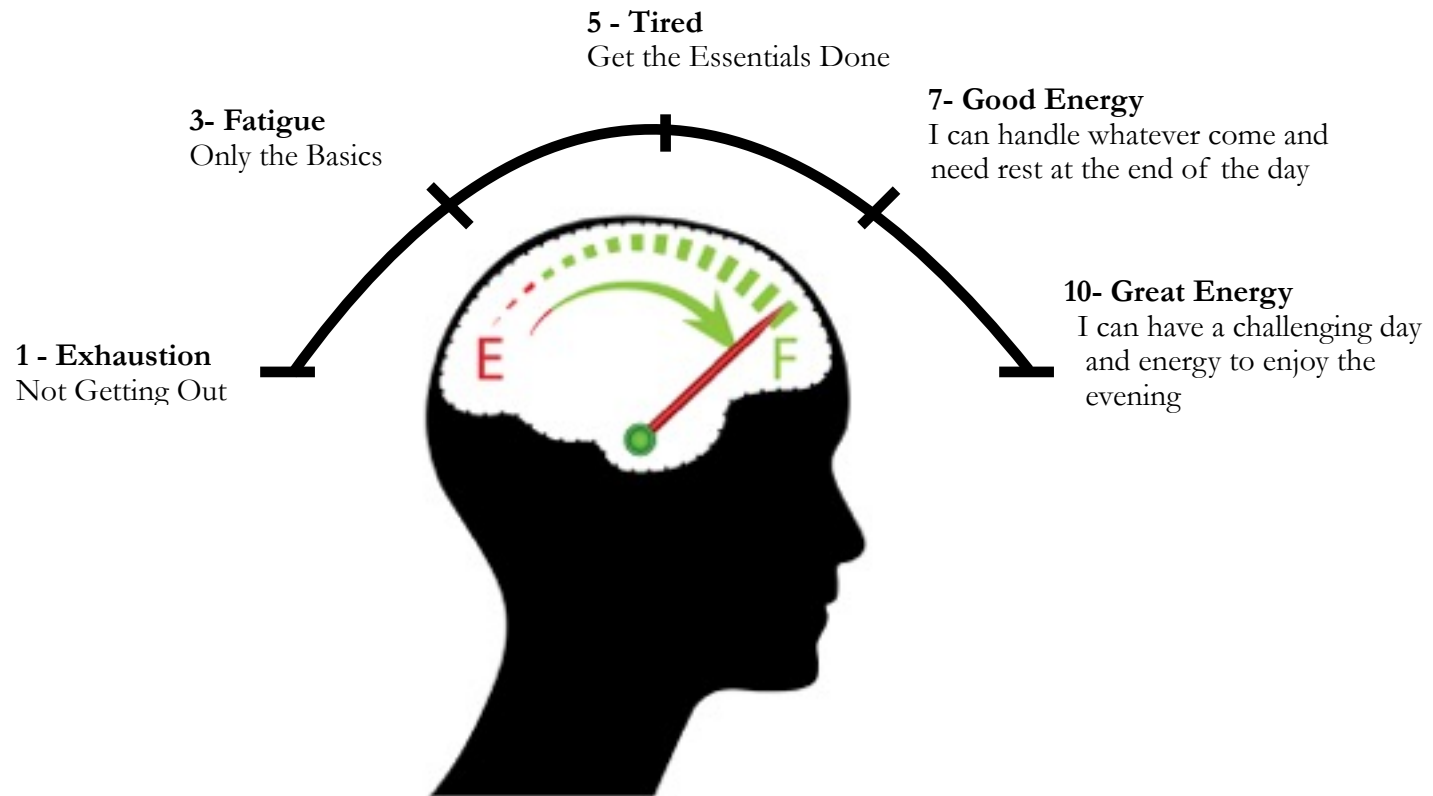 5 - Tired
Get the Essentials Done
7- Good Energy
I can handle whatever come and
need rest at the end of the day
3- Fatigue
Only the Basics
10- Great Energy
I can have a challenging day
and energy to enjoy the
evening
1 - Exhaustion
Not Getting Out
E
F